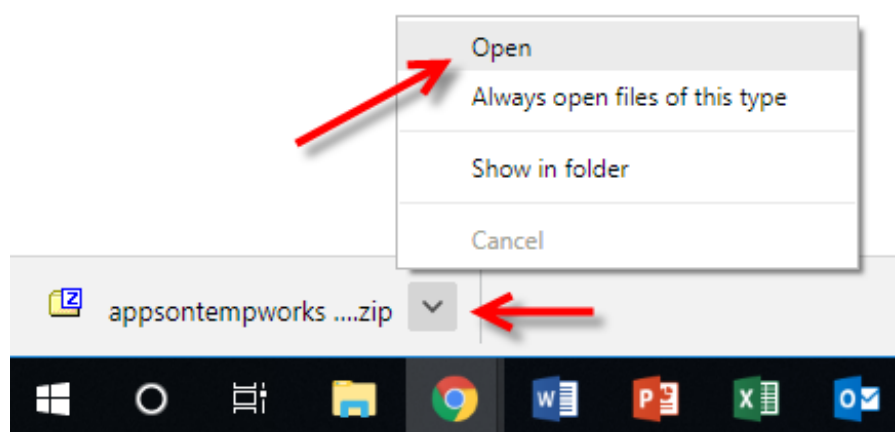 Open
Always open files of this type
Show in folder
Cancel
Z
appsontempworks ....zip
W
P
X
O